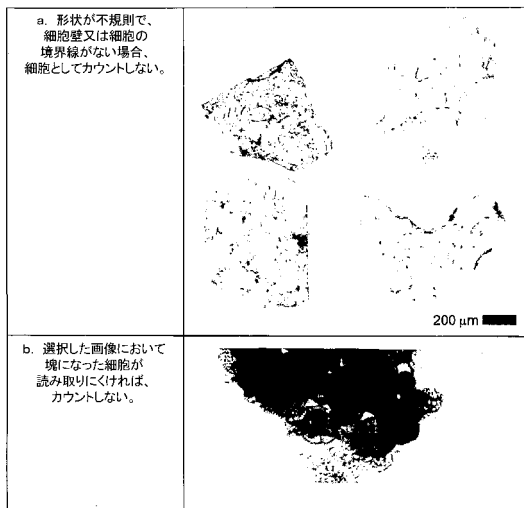 a. 形状が不規則で、
細胞壁又は細胞の
境界線がない場合、
細胞としてカウントしない。
200 μm
b. 選択した画像において
塊になった細胞が
読み取りにくければ、
カウントしない。